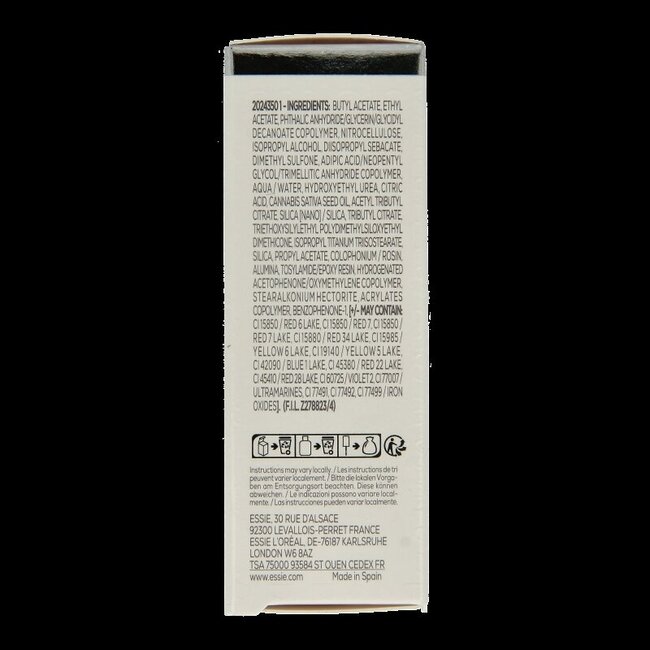 20243501 - INGREDIENTS: BUTYL ACETATE, ETHYL
ACETATE, PHTHALIC ANHYDRIDE/GLYCERIN/GLYCIDYL
DECANOATE COPOLYMER, NITROCELLULOSE,
ISOPROPYL ALCOHOL, DIISOPROPYL SEBACATE,
DIMETHYL SULFONE, ADIPIC ACID/NEOPENTYL
GLYCOL/TRIMELLITIC ANHYDRIDE COPOLYMER,
AQUA / WATER, HYDROXYETHYL UREA, CITRIC
ACID, CANNABIS SATIVA SEED OIL, ACETYL TRIBUTYL
CITRATE, SILICA [NANO] / SILICA, TRIBUTYL CITRATE,
TRIETHOXYSILYLETHYL POLYDIMETHYLSILOXYETHYL
DIMETHICONE, ISOPROPYL TITANIUM TRIISOSTEARATE,
SILICA, PROPYL ACETATE, COLOPHONIUM / ROSIN,
ALUMINA, TOSYLAMIDE/EPOXY RESIN, HYDROGENATED
ACETOPHENONE/OXYMETHYLENE COPOLYMER,
STEARALKONIUM HECTORITE, ACRYLATES
COPOLYMER, BENZOPHENONE-1, [+/- MAY CONTAIN:
CI 15850 / RED 6 LAKE, CI 15850 / RED 7, CI 15850 /
RED 7 LAKE, CI 15880 / RED 34 LAKE, CI 15985 /
YELLOW 6 LAKE, CI 19140 / YELLOW 5 LAKE,
CI 42090 / BLUE 1 LAKE, CI 45380 / RED 22 LAKE,
CI 45410 / RED 28 LAKE, CI 60725 / VIOLET 2, CI 77007 /
ULTRAMARINES, CI 77491, CI 77492, CI 77499 / IRON
OXIDES]. (F.I.L. Z278823/4)
Instructions may vary locally. / Les instructions de tri
peuvent varier localement. / Bitte die lokalen Vorga-
ben am Entsorgungsort beachten. Diese können
abweichen. / Le indicazioni possono variare local-
mente. / Las instrucciones pueden variar localmente.
ESSIE, 30 RUE D'ALSACE
92300 LEVALLOIS-PERRET FRANCE
ESSIE L'ORÉAL, DE-76187 KARLSRUHE
LONDON W6 8AZ
TSA 75000 93584 ST OUEN CEDEX FR
www.essie.com Made in Spain